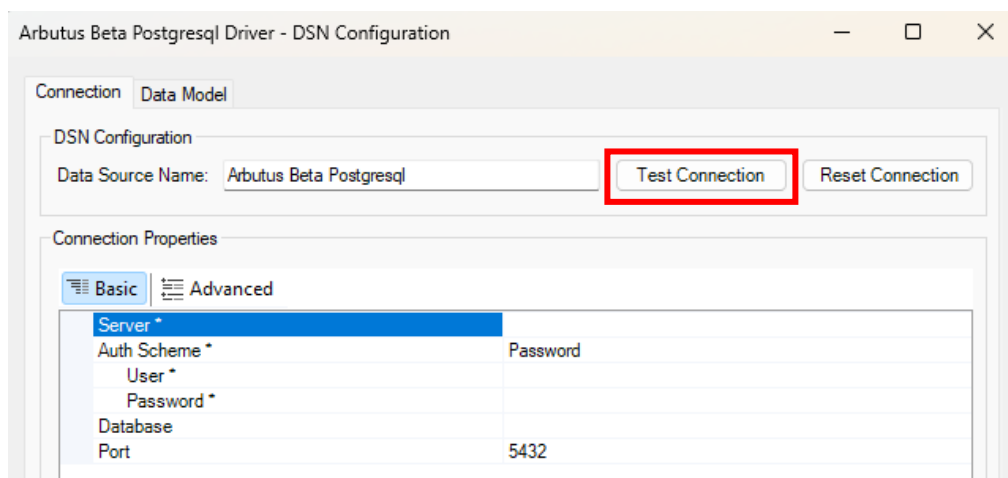 Arbutus Beta Postgresql Driver - DSN Configuration
Connection Data Model
DSN Configuration
Data Source Name: Arbutus Beta Postgresql Test Connection Reset Connection
Connection Properties
Basic Advanced
Server *
Auth Scheme * Password
User *
Password *
Database
Port 5432